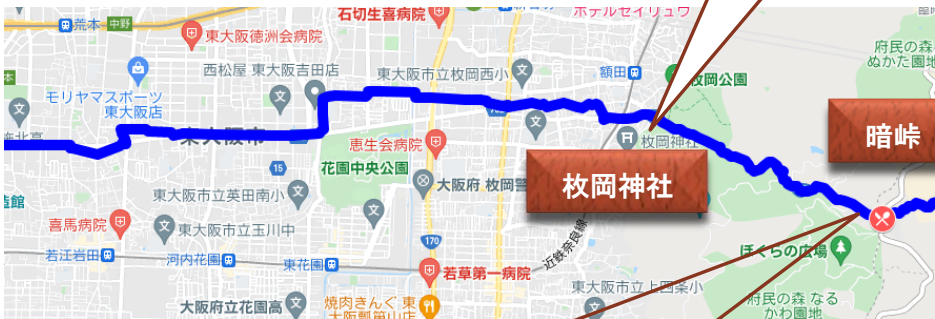 石切生喜病院
ホテルセイリュウ
荒本
中野
東大阪徳洲会病院
府民の森
ぬかた園地
西松屋 東大阪吉田店
東大阪市立枚岡西小
額田
枚岡公園
モリヤマスポーツ
東大阪店
暗峠
東大阪市
恵生会病院
枚岡神社
15
花園中央公園
大阪府 枚岡警
枚岡神社
東大阪市立英田南小
造館
喜馬病院
東大阪市立玉川中
170
近鉄奈良線
ぼくらの広場
若江岩田
河内花園
東花園
若草第一病院
東大阪市立上四条小
大阪府立花園高
焼肉きんぐ 東
大阪瓢箪山店
府民の森 なる
かわ園地